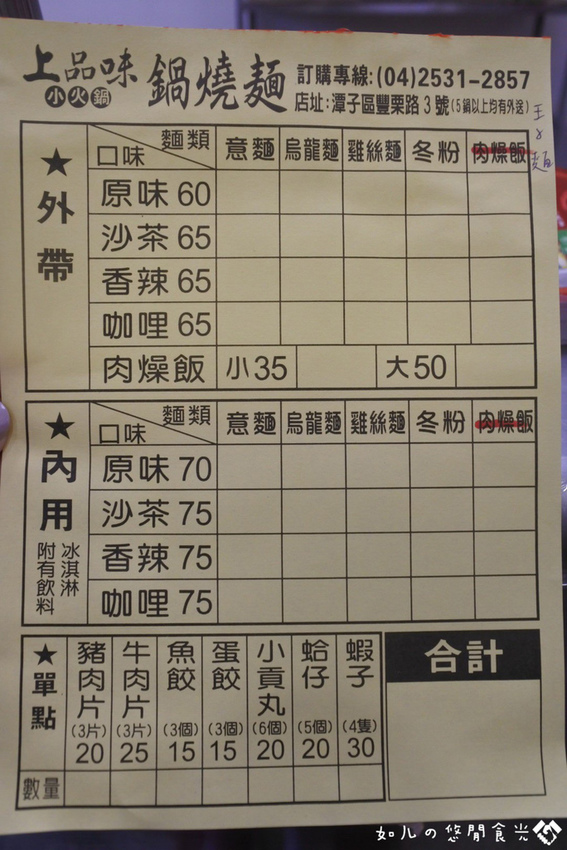 上品味 鍋燒麵 訂購專線:(04)2531-2857
小火鍋 店址:潭子區豐栗路3號(5鍋以上均有外送)
王子麵
★外帶
麵類 口味 意麵 烏龍麵 雞絲麵 冬粉 肉燥飯
原味 60
沙茶 65
香辣 65
咖哩 65
肉燥飯 小35 大50
★內用
附有飲料
冰淇淋
麵類 口味 意麵 烏龍麵 雞絲麵 冬粉 肉燥飯
原味 70
沙茶 75
香辣 75
咖哩 75
★單點
豬肉片(3片)20
牛肉片(3片)25
魚餃(3個)15
蛋餃(3個)15
小貢丸(6個)20
蛤仔(5個)20
蝦子(4隻)30
數量
合計
如儿の悠閒食光